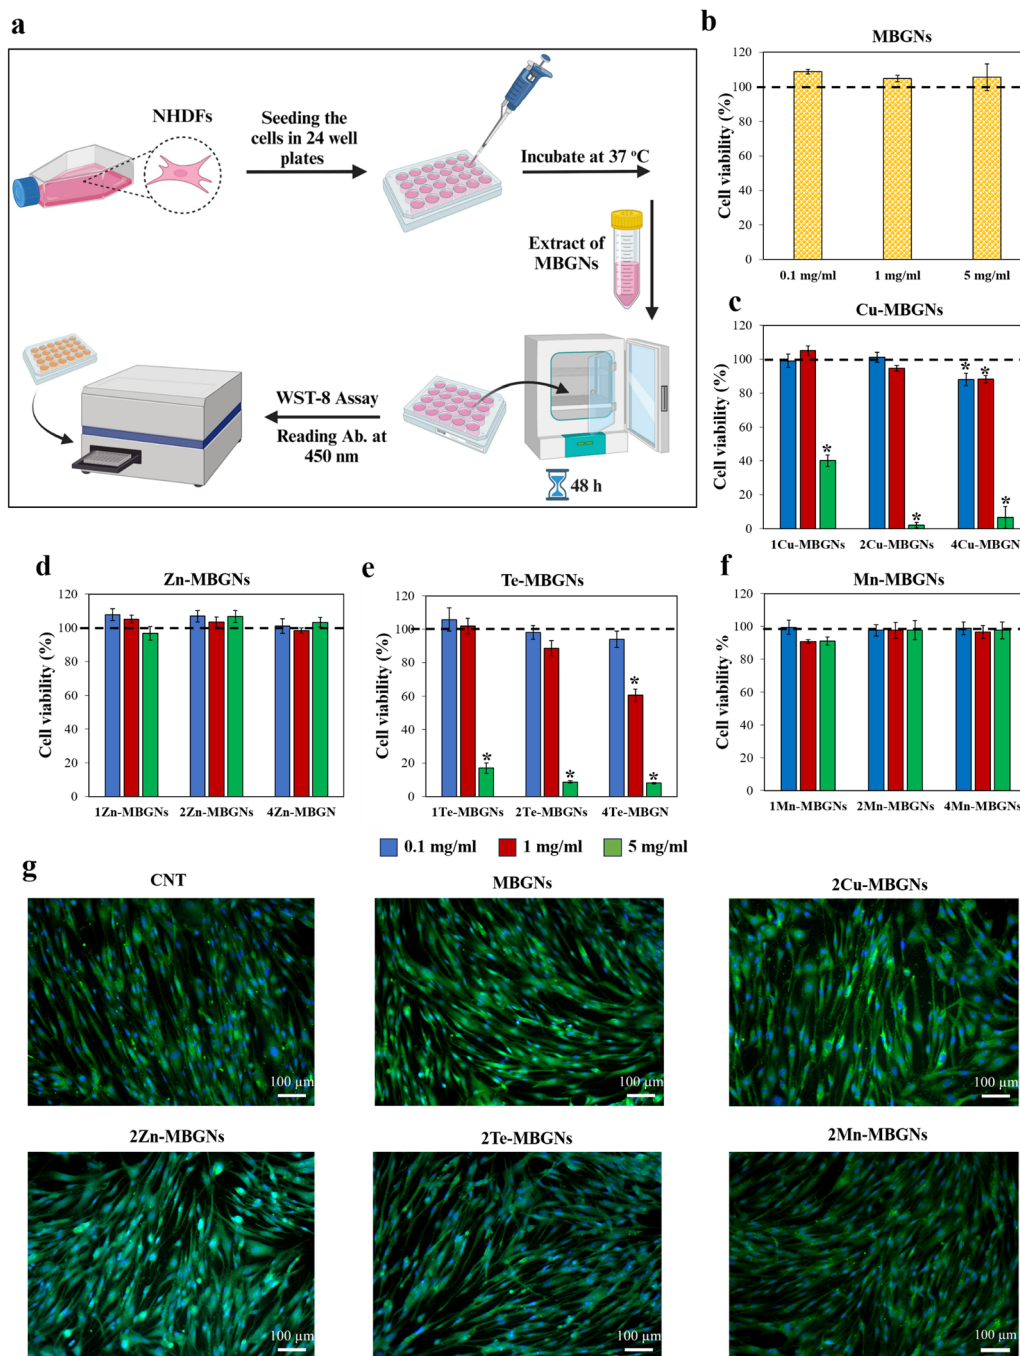 a
NHDFs
Seeding the
cells in 24 well
plates
Incubate at 37 °C
Extract of
MBGNs
WST-8 Assay
Reading Ab. at
450 nm
48 h
b
MBGNs
Cell viability (%)
120
100
80
60
40
20
0
0.1 mg/ml 1 mg/ml 5 mg/ml
c
Cu-MBGNs
Cell viability (%)
120
100
80
60
40
20
0
* * * * *
1Cu-MBGNs 2Cu-MBGNs 4Cu-MBGN
d
Zn-MBGNs
Cell viability (%)
120
100
80
60
40
20
0
1Zn-MBGNs 2Zn-MBGNs 4Zn-MBGN
e
Te-MBGNs
Cell viability (%)
120
100
80
60
40
20
0
* * * *
1Te-MBGNs 2Te-MBGNs 4Te-MBGN
f
Mn-MBGNs
Cell viability %
120
100
80
60
40
20
0
1Mn-MBGNs 2Mn-MBGNs 4Mn-MBGNs
0.1 mg/ml 1 mg/ml 5 mg/ml
g
CNT
100 µm
MBGNs
100 µm
2Cu-MBGNs
100 µm
2Zn-MBGNs
100 µm
2Te-MBGNs
100 µm
2Mn-MBGNs
100 µm